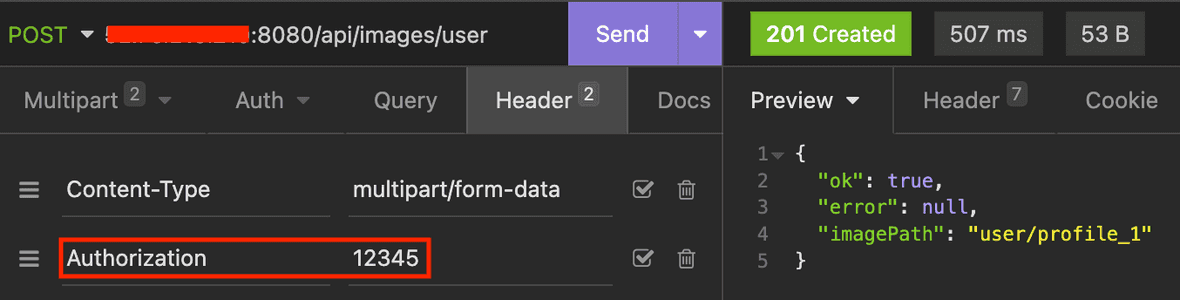 POST :8080/api/images/user Send 201 Created 507 ms 53 B
Multipart 2 Auth Query Header 2 Docs Preview Header 7 Cookie
1 {
Content-Type multipart/form-data
2 "ok": true,
3 "error": null,
4 "imagePath": "user/profile_1"
Authorization 12345
5 }